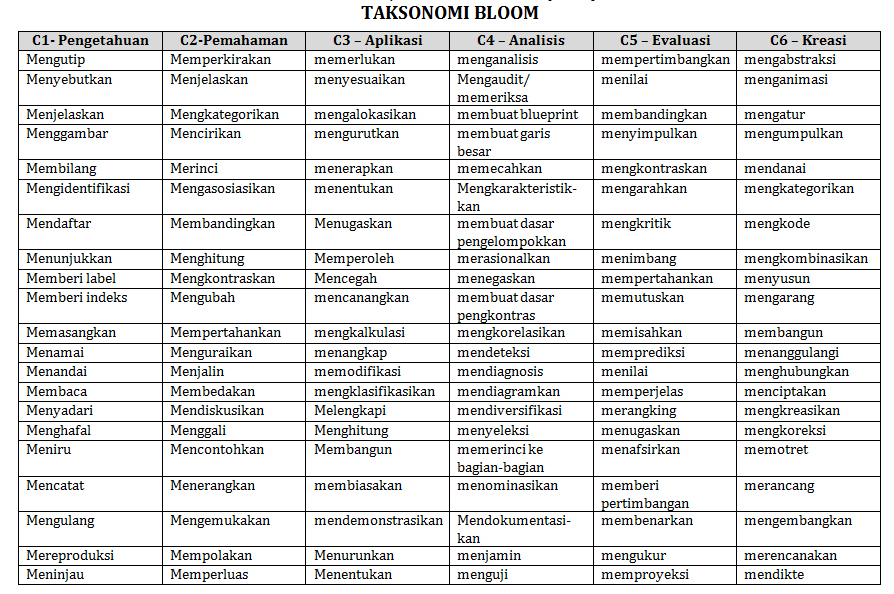 TAKSONOMI BLOOM
C1- Pengetahuan C2-Pemahaman C3 – Aplikasi C4 – Analisis C5 – Evaluasi C6 – Kreasi
Mengutip Memperkirakan memerlukan menganalisis mempertimbangkan mengabstraksi
Menyebutkan Menjelaskan menyesuaikan Mengaudit/ menilai menganimasi
memeriksa
Menjelaskan Mengkategorikan mengalokasikan membuat blueprint membandingkan mengatur
Menggambar Mencirikan mengurutkan membuat garis menyimpulkan mengumpulkan
besar
Membilang Merinci menerapkan memecahkan mengkontraskan mendanai
Mengidentifikasi Mengasosiasikan menentukan Mengkarakteristik- mengarahkan mengkategorikan
kan
Mendaftar Membandingkan Menugaskan membuat dasar mengkritik mengkode
pengelompokkan
Menunjukkan Menghitung Memperoleh merasionalkan menimbang mengkombinasikan
Memberi label Mengkontraskan Mencegah menegaskan mempertahankan menyusun
Memberi indeks Mengubah mencanangkan membuat dasar memutuskan mengarang
pengkontras
Memasangkan Mempertahankan mengkalkulasi mengkorelasikan memisahkan membangun
Menamai Menguraikan menangkap mendeteksi memprediksi menanggulangi
Menandai Menjalin memodifikasi mendiagnosis menilai menghubungkan
Membaca Membedakan mengklasifikasikan mendiagramkan memperjelas menciptakan
Menyadari Mendiskusikan Melengkapi mendiversifikasi merangking mengkreasikan
Menghafal Menggali Menghitung menyeleksi menugaskan mengkoreksi
Meniru Mencontohkan Membangun memerinci ke menafsirkan memotret
bagian-bagian
Mencatat Menerangkan membiasakan menominasikan memberi merancang
pertimbangan
Mengulang Mengemukakan mendemonstrasikan Mendokumentasi- membenarkan mengembangkan
kan
Mereproduksi Mempolakan Menurunkan menjamin mengukur merencanakan
Meninjau Memperluas Menentukan menguji memproyeksi mendikte